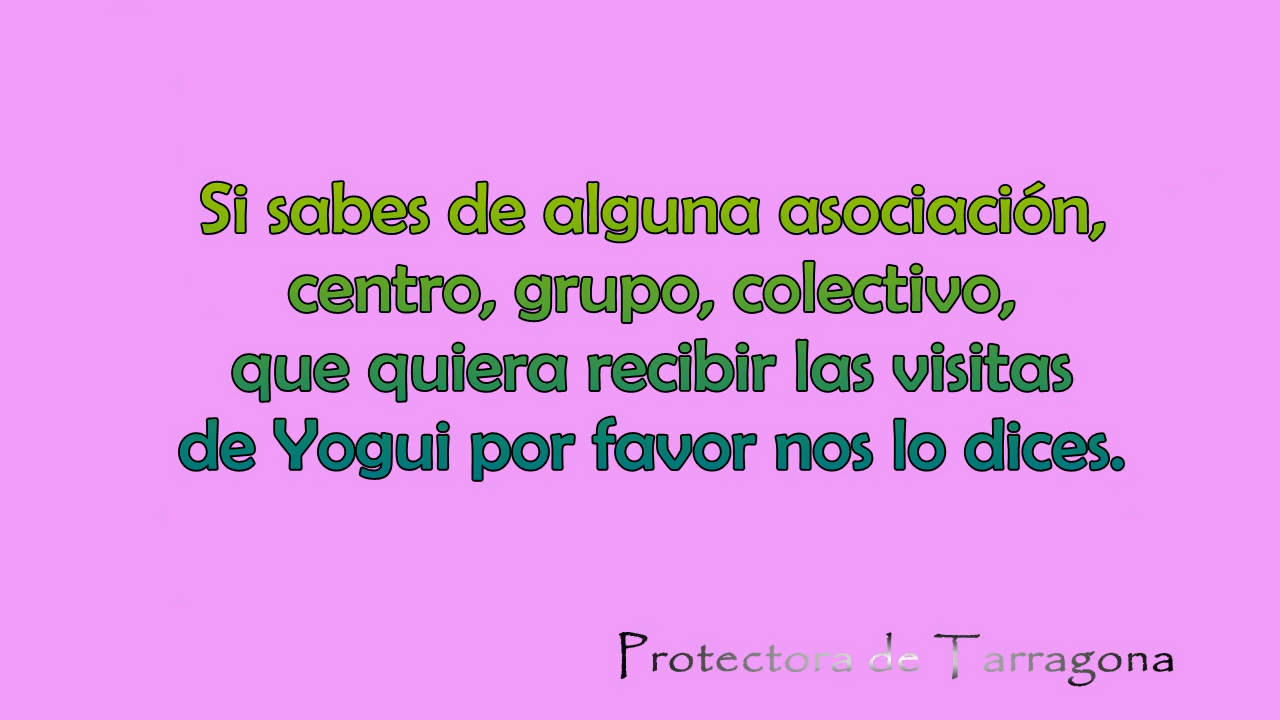 Si sabes de alguna asociación,
centro, grupo, colectivo,
que quiera recibir las visitas
de Yogui por favor nos lo dices.
Protectora de Tarragona